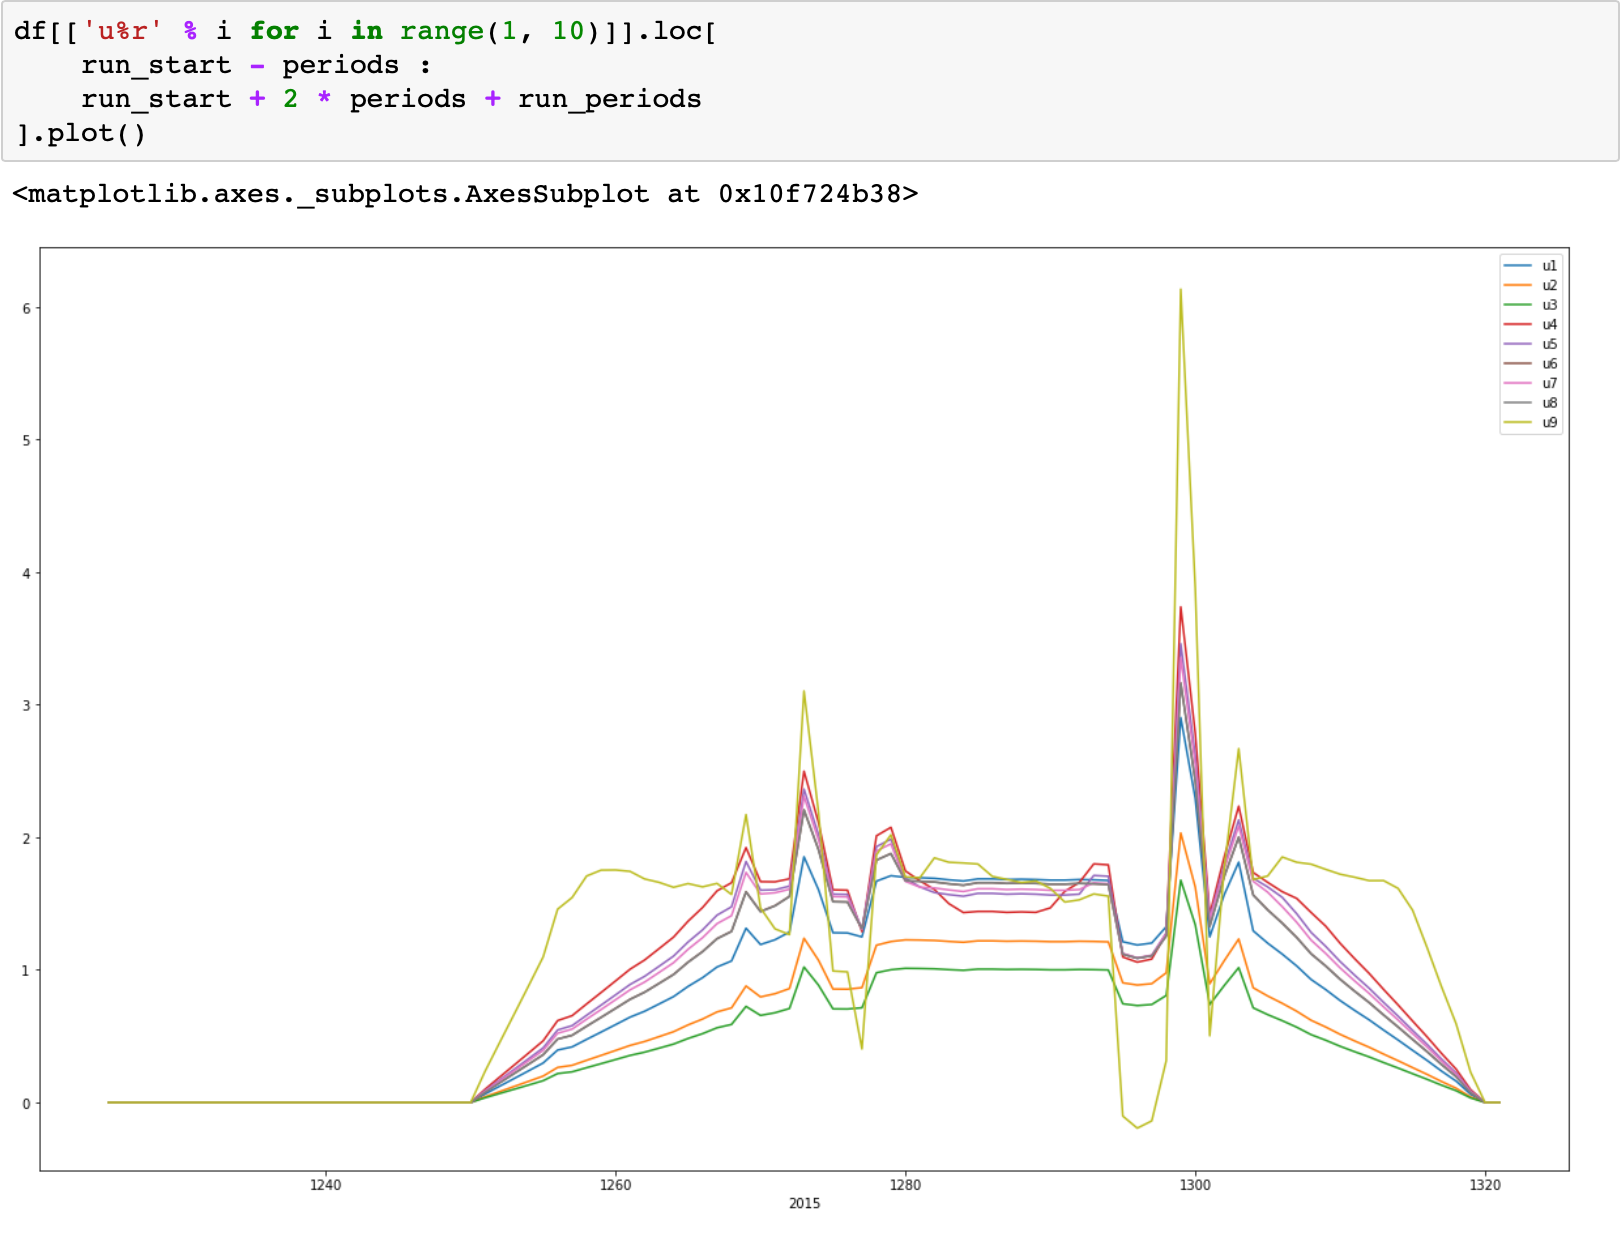 df[['u%r' % i for i in range(1, 10)]].loc[
    run_start - periods :
    run_start + 2 * periods + run_periods
].plot()
<matplotlib.axes._subplots.AxesSubplot at 0x10f724b38>
u1
u2
u3
u4
u5
u6
u7
u8
u9
6
5
4
3
2
1
0
1240
1260
1280
1300
1320
2015